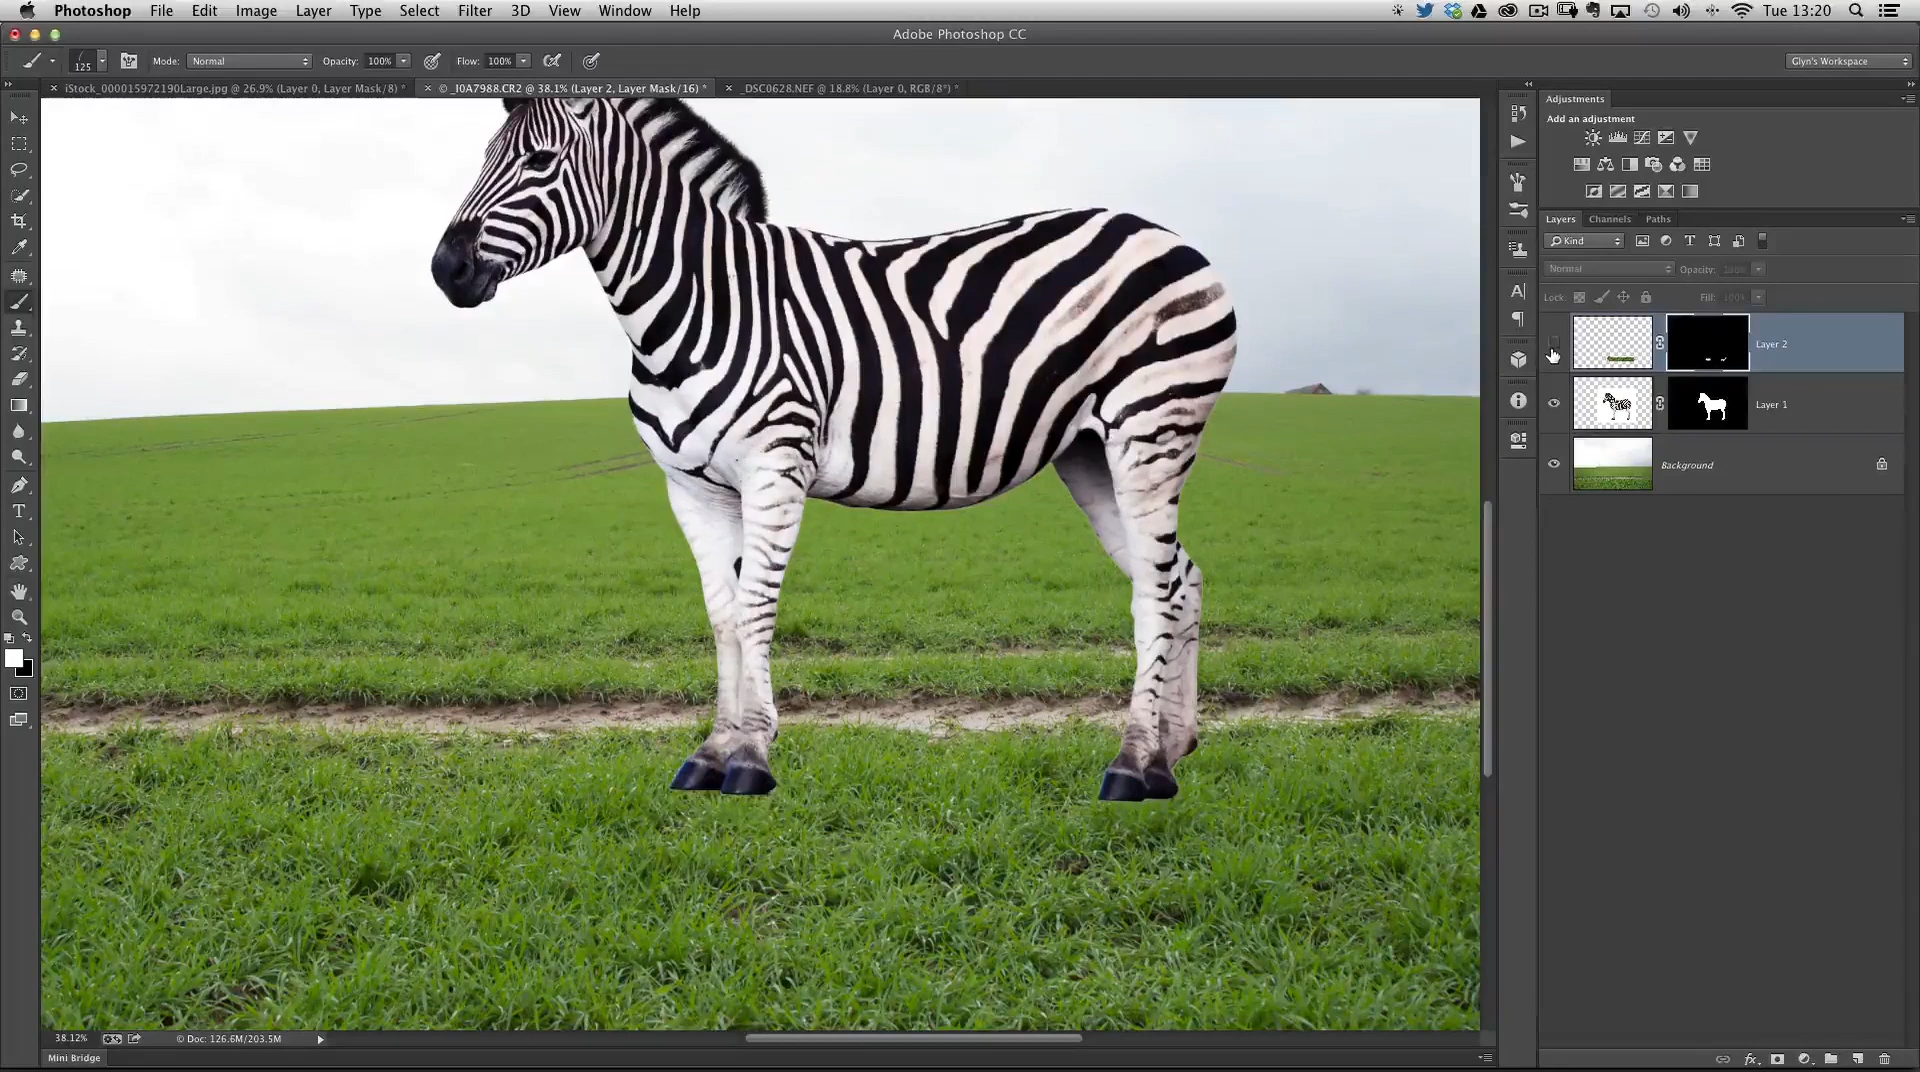 Photoshop File Edit Image Layer Type Select Filter 3D View Window Help Tue 13:20
Adobe Photoshop CC
125 Mode: Normal Opacity: 100% Flow: 100% Glyn's Workspace
iStock_000015972190Large.jpg @ 26.9% (Layer 0, Layer Mask/8) * © _I0A7988.CR2 @ 38.1% (Layer 2, Layer Mask/16) * _DSC0628.NEF @ 18.8% (Layer 0, RGB/8*) *
Adjustments
Add an adjustment
Layers Channels Paths
Kind
Normal Opacity: 100%
Lock: Fill: 100%
Layer 2
Layer 1
Background
38.12% © Doc: 126.6M/203.5M
Mini Bridge